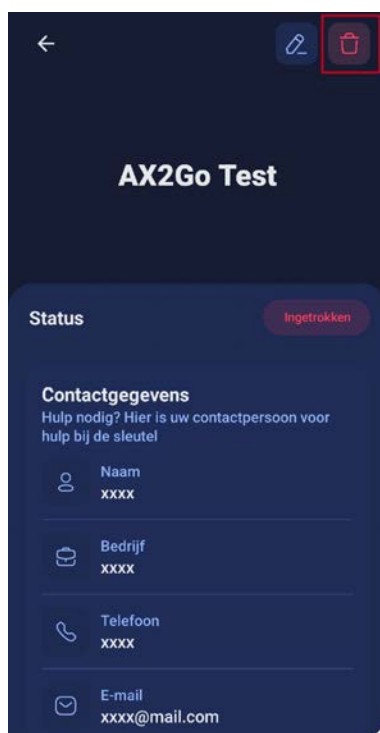 AX2Go Test
Status
Ingetrokken
Contactgegevens
Hulp nodig? Hier is uw contactpersoon voor
hulp bij de sleutel
Naam
xxxx
Bedrijf
xxxx
Telefoon
xxxx
E-mail
xxxx@mail.com